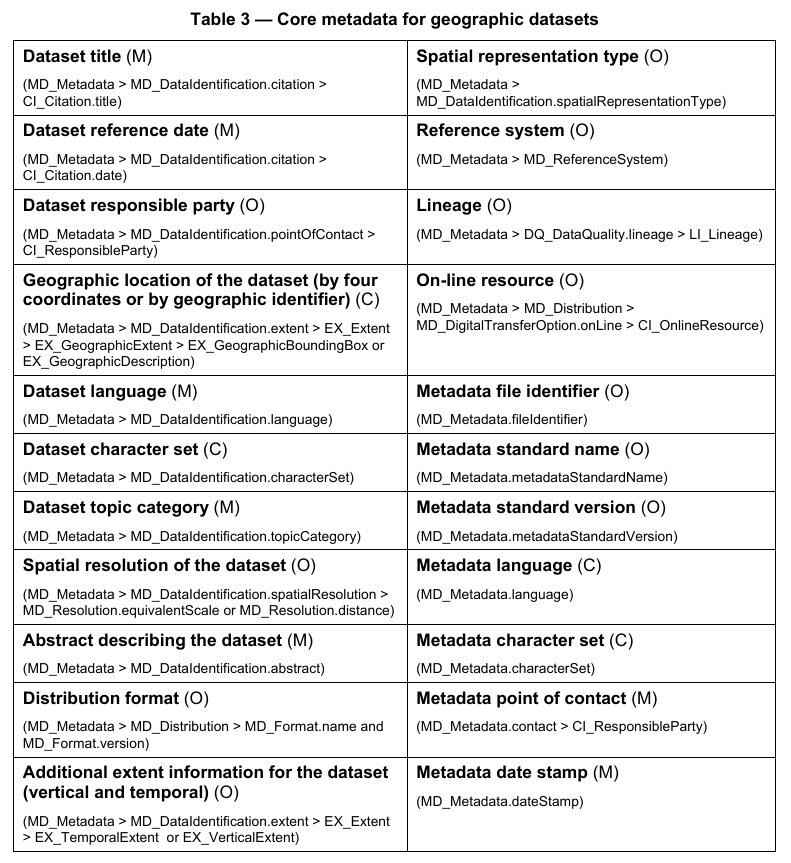 Table 3 — Core metadata for geographic datasets
Dataset title (M)
(MD_Metadata > MD_DataIdentification.citation >
CI_Citation.title)
Spatial representation type (O)
(MD_Metadata >
MD_DataIdentification.spatialRepresentationType)
Dataset reference date (M)
(MD_Metadata > MD_DataIdentification.citation >
CI_Citation.date)
Reference system (O)
(MD_Metadata > MD_ReferenceSystem)
Dataset responsible party (O)
(MD_Metadata > MD_DataIdentification.pointOfContact >
CI_ResponsibleParty)
Lineage (O)
(MD_Metadata > DQ_DataQuality.lineage > LI_Lineage)
Geographic location of the dataset (by four
coordinates or by geographic identifier) (C)
(MD_Metadata > MD_DataIdentification.extent > EX_Extent
> EX_GeographicExtent > EX_GeographicBoundingBox or
EX_GeographicDescription)
On-line resource (O)
(MD_Metadata > MD_Distribution >
MD_DigitalTransferOption.onLine > CI_OnlineResource)
Dataset language (M)
(MD_Metadata > MD_DataIdentification.language)
Metadata file identifier (O)
(MD_Metadata.fileIdentifier)
Dataset character set (C)
(MD_Metadata > MD_DataIdentification.characterSet)
Metadata standard name (O)
(MD_Metadata.metadataStandardName)
Dataset topic category (M)
(MD_Metadata > MD_DataIdentification.topicCategory)
Metadata standard version (O)
(MD_Metadata.metadataStandardVersion)
Spatial resolution of the dataset (O)
(MD_Metadata > MD_DataIdentification.spatialResolution >
MD_Resolution.equivalentScale or MD_Resolution.distance)
Metadata language (C)
(MD_Metadata.language)
Abstract describing the dataset (M)
(MD_Metadata > MD_DataIdentification.abstract)
Metadata character set (C)
(MD_Metadata.characterSet)
Distribution format (O)
(MD_Metadata > MD_Distribution > MD_Format.name and
MD_Format.version)
Metadata point of contact (M)
(MD_Metadata.contact > CI_ResponsibleParty)
Additional extent information for the dataset
(vertical and temporal) (O)
(MD_Metadata > MD_DataIdentification.extent > EX_Extent
> EX_TemporalExtent or EX_VerticalExtent)
Metadata date stamp (M)
(MD_Metadata.dateStamp)